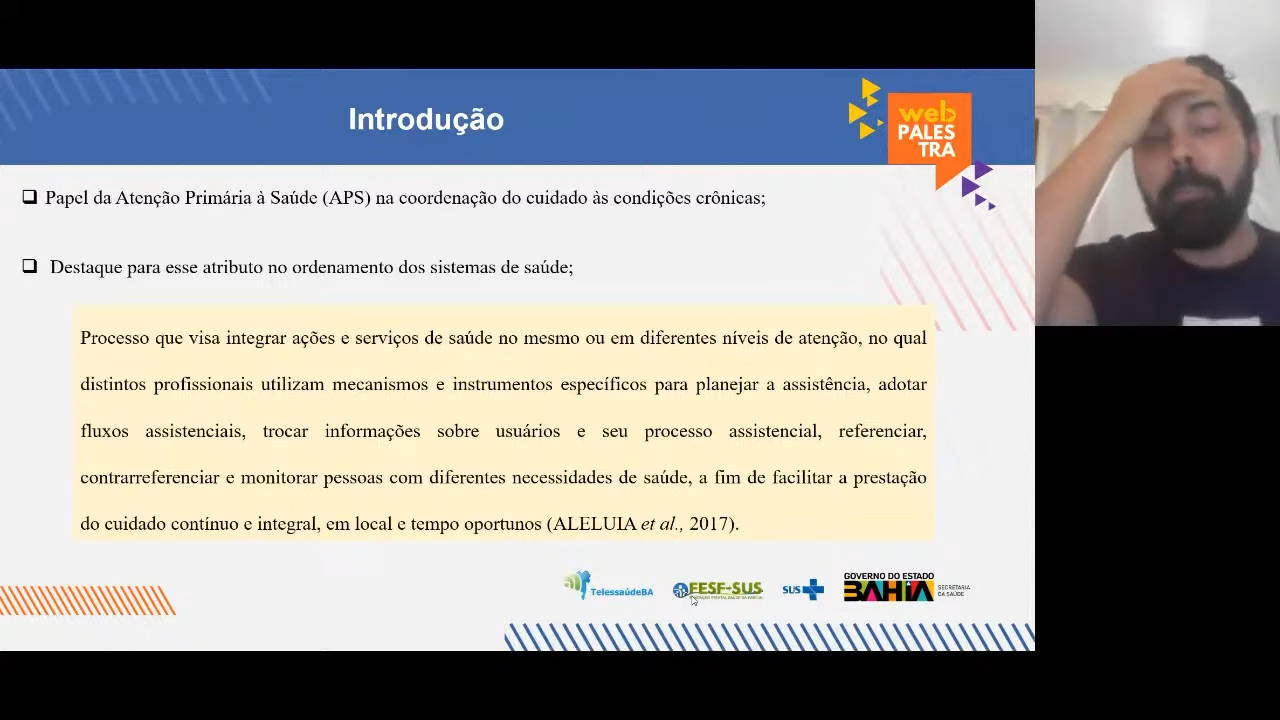 Introdução
web
PALES
TRA
Papel da Atenção Primária à Saúde (APS) na coordenação do cuidado às condições crônicas;
Destaque para esse atributo no ordenamento dos sistemas de saúde;
Processo que visa integrar ações e serviços de saúde no mesmo ou em diferentes níveis de atenção, no qual
distintos profissionais utilizam mecanismos e instrumentos específicos para planejar a assistência, adotar
fluxos assistenciais, trocar informações sobre usuários e seu processo assistencial, referenciar,
contrarreferenciar e monitorar pessoas com diferentes necessidades de saúde, a fim de facilitar a prestação
do cuidado contínuo e integral, em local e tempo oportunos (ALELUIA et al., 2017).
TelessaúdeBA
FESF-SUS
SUS
GOVERNO DO ESTADO
BAHIA
SECRETARIA
DA SAÚDE